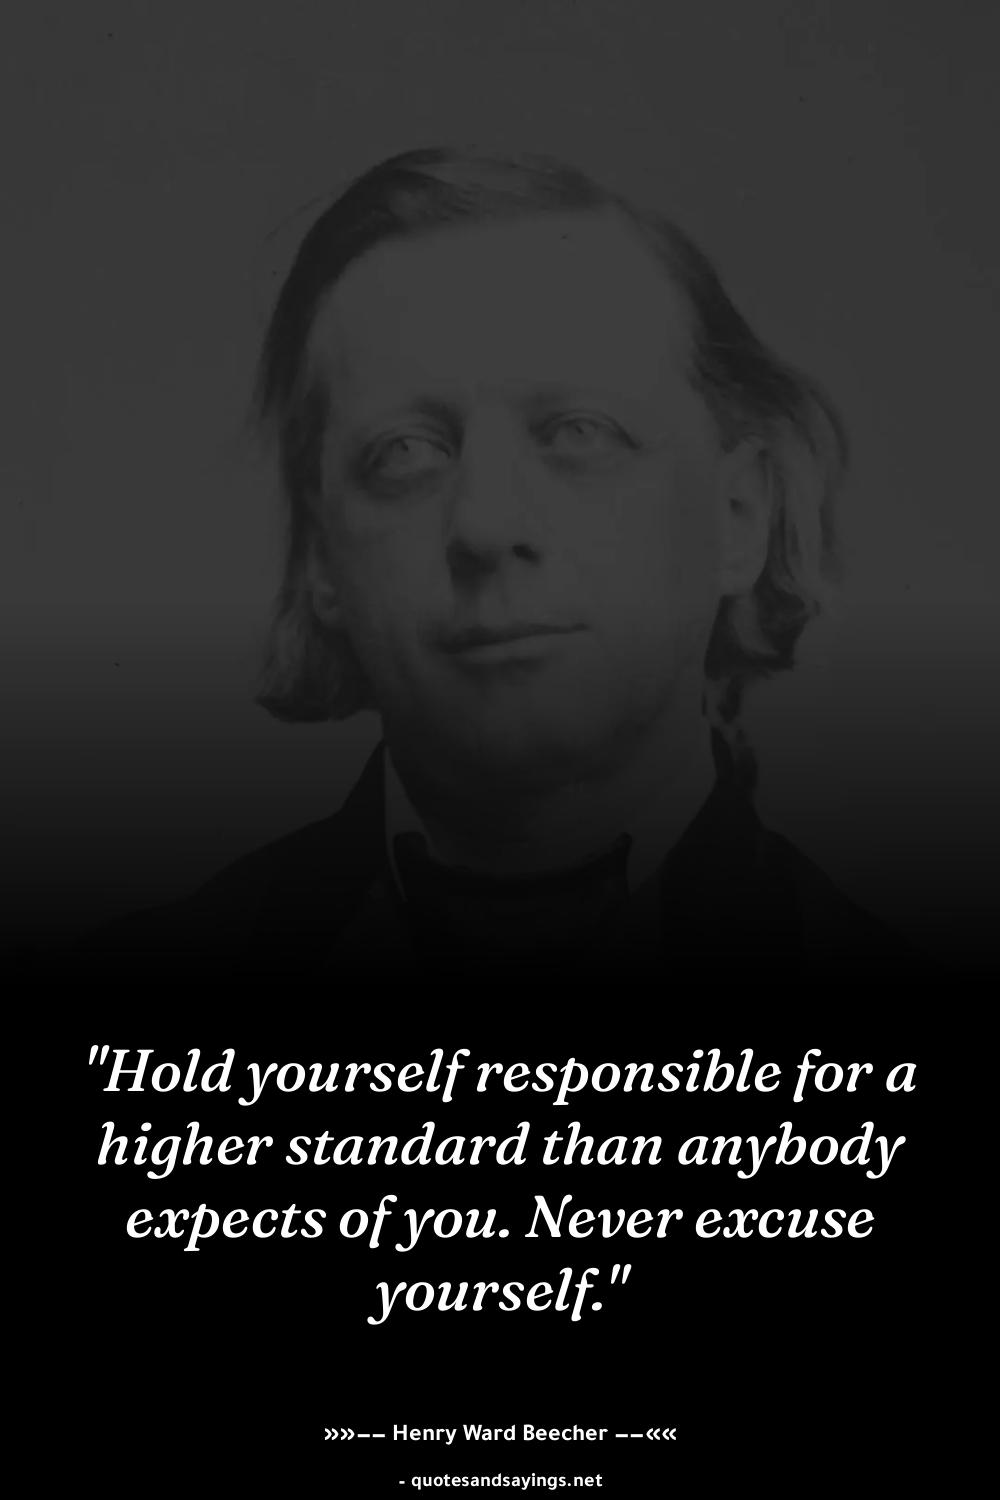 "Hold yourself responsible for a
higher standard than anybody
expects of you. Never excuse
yourself."
»»−− Henry Ward Beecher −−««
- quotesandsayings.net